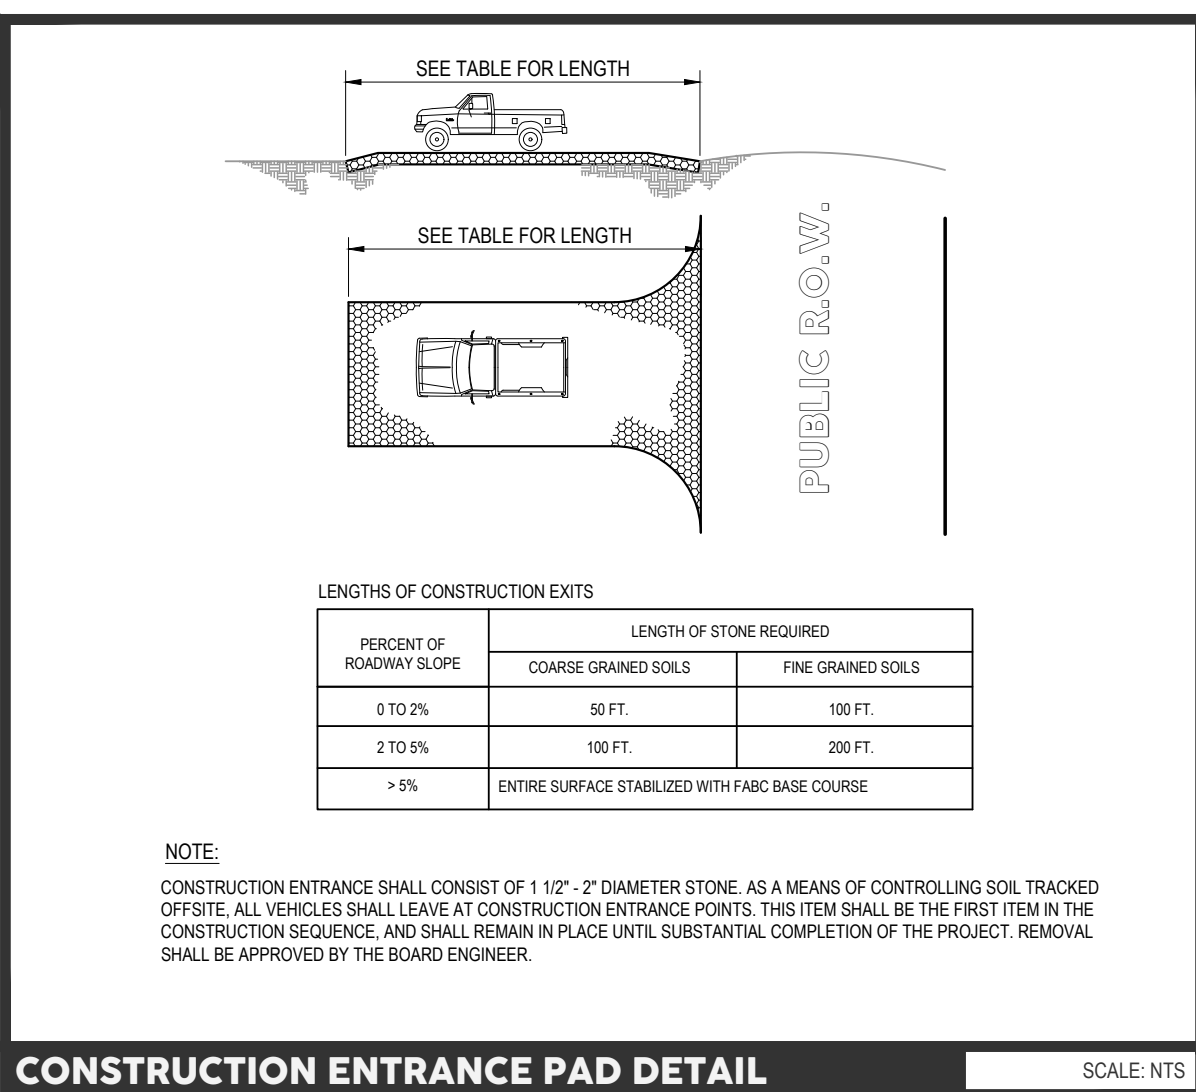 SEE TABLE FOR LENGTH
SEE TABLE FOR LENGTH
PUBLIC R.O.W.
LENGTHS OF CONSTRUCTION EXITS
PERCENT OF
ROADWAY SLOPE
LENGTH OF STONE REQUIRED
COARSE GRAINED SOILS
FINE GRAINED SOILS
0 TO 2%
50 FT.
100 FT.
2 TO 5%
100 FT.
200 FT.
> 5%
ENTIRE SURFACE STABILIZED WITH FABC BASE COURSE
NOTE:
CONSTRUCTION ENTRANCE SHALL CONSIST OF 1 1/2" - 2" DIAMETER STONE. AS A MEANS OF CONTROLLING SOIL TRACKED
OFFSITE, ALL VEHICLES SHALL LEAVE AT CONSTRUCTION ENTRANCE POINTS. THIS ITEM SHALL BE THE FIRST ITEM IN THE
CONSTRUCTION SEQUENCE, AND SHALL REMAIN IN PLACE UNTIL SUBSTANTIAL COMPLETION OF THE PROJECT. REMOVAL
SHALL BE APPROVED BY THE BOARD ENGINEER.
CONSTRUCTION ENTRANCE PAD DETAIL
SCALE: NTS